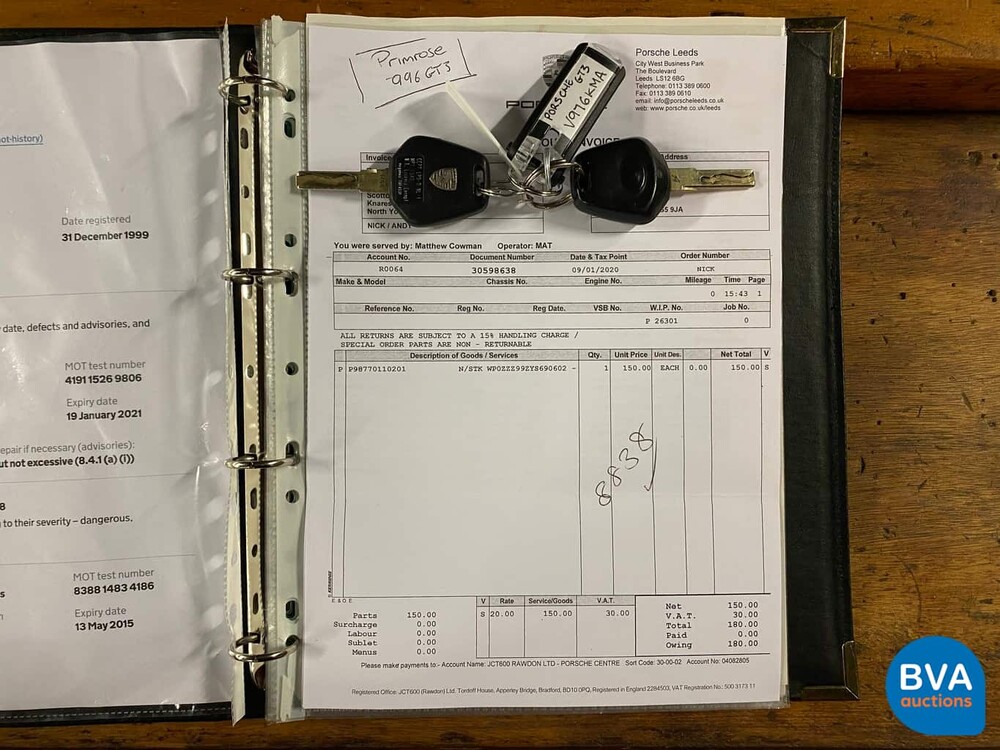 ot-history)
Date registered
31 December 1999
date, defects and advisories, and
MOT test number
4191 1526 9806
Expiry date
19 January 2021
epair if necessary (advisories):
ut not excessive (8.4.1 (a) (i))
8
to their severity – dangerous.
MOT test number
8388 1483 4186
Expiry date
13 May 2015
Primrose
996 GT3
PORSCHE GT3
V976KMA
Porsche Leeds
City West Business Park
The Boulevard
Leeds LS12 6BG
Telephone: 0113 389 0600
Fax: 0113 389 0610
email: info@porscheleeds.co.uk
web: www.porsche.co.uk/leeds
INVOICE
Invoice
Address
Scotto
Knares
North Yo
NICK / ANDY
9JA
You were served by: Matthew Cowman Operator: MAT
Account No. Document Number Date & Tax Point Order Number
R0064 30598638 09/01/2020 NICK
Make & Model Chassis No. Engine No. Mileage Time Page
0 15:43 1
Reference No. Reg No. Reg Date. VSB No. W.I.P. No. Job No.
P 26301 0
ALL RETURNS ARE SUBJECT TO A 15% HANDLING CHARGE /
SPECIAL ORDER PARTS ARE NON - RETURNABLE
Description of Goods / Services Qty. Unit Price Unit Des. Net Total V
P P98770110201 N/STK WP0ZZZ99ZYS690602 - 1 150.00 EACH 0.00 150.00 S
8838
E.&O.E
V Rate Service/Goods V.A.T.
S 20.00 150.00 30.00
Parts 150.00
Surcharge 0.00
Labour 0.00
Sublet 0.00
Menus 0.00
Net 150.00
V.A.T. 30.00
Total 180.00
Paid 0.00
Owing 180.00
Please make payments to:- Account Name: JCT600 RAWDON LTD - PORSCHE CENTRE Sort Code: 30-00-02 Account No: 04082805
Registered Office: JCT600 (Rawdon) Ltd. Tordoff House, Apperley Bridge, Bradford, BD10 0PQ, Registered in England 2284503, VAT Registration No.: 500 3173 11
BVA
auctions